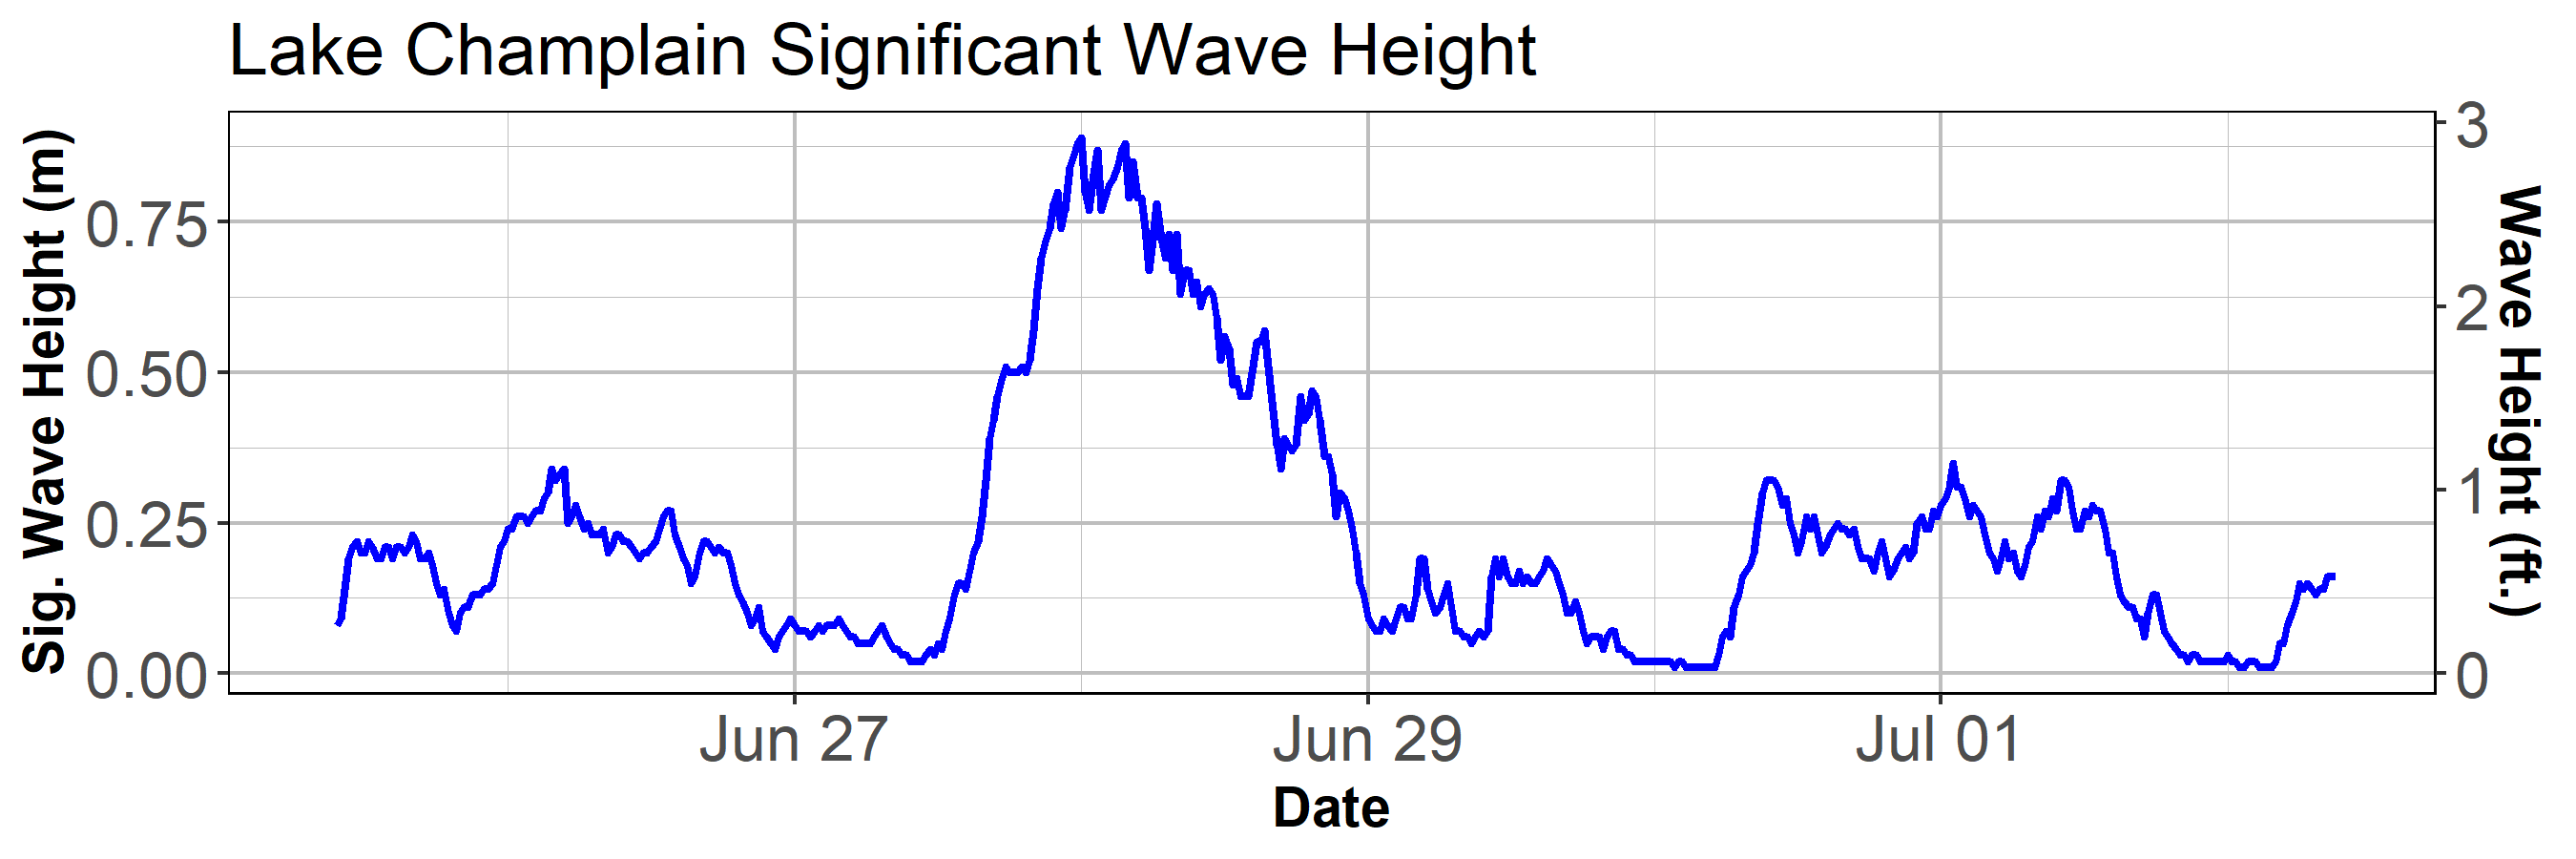 Lake Champlain Significant Wave Height
Sig. Wave Height (m)
0.75
0.50
0.25
0.00
3
2
1
0
Wave Height (ft.)
Jun 27
Jun 29
Jul 01
Date